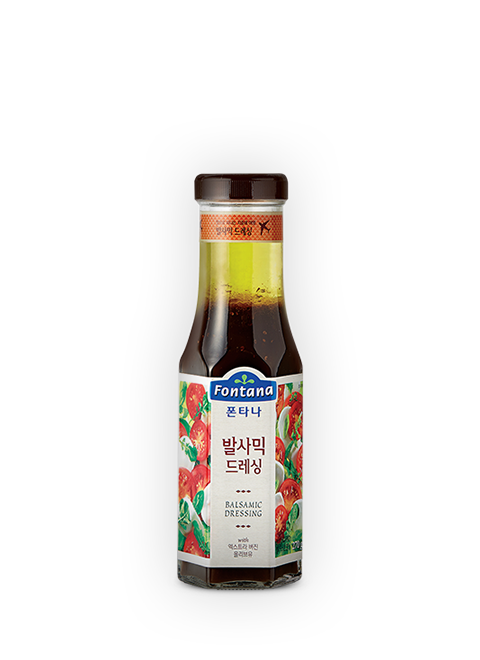 발사믹 드레싱
Fontana
폰타나
발사믹
드레싱
BALSAMIC
DRESSING
with
엑스트라 버진
올리브유